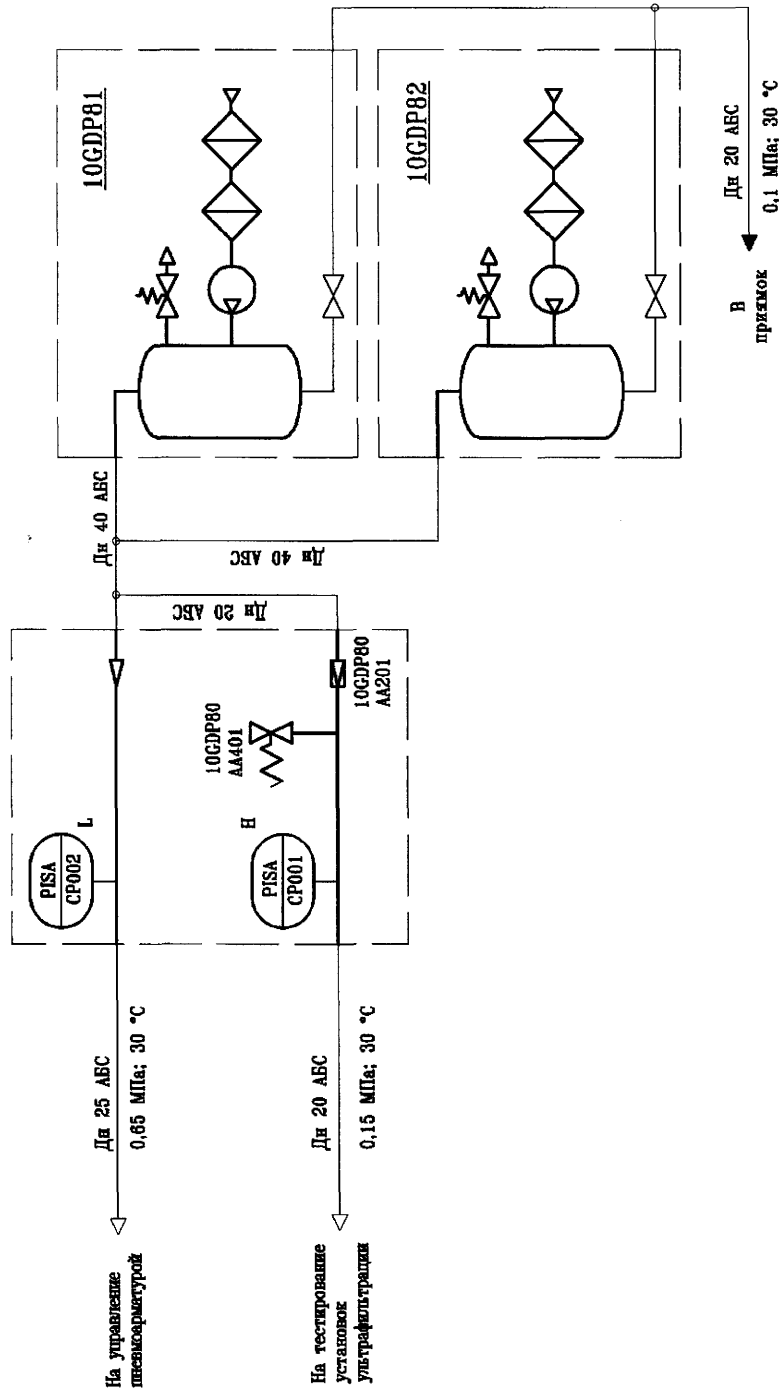 10GDP81
10GDP82
Дн 20 АБС
0,1 МПа; 30 °C
В
приямок
Дн 40 АБС
Дн 40 АБС
Дн 20 АБС
10GDP80
AA201
10GDP80
AA401
L
PISA
CP002
H
PISA
CP001
Дн 25 АБС
0,65 МПа; 30 °C
Дн 20 АБС
0,15 МПа; 30 °C
На управление
пневмоарматурой
На тестирование
установок
ультрафильтрации